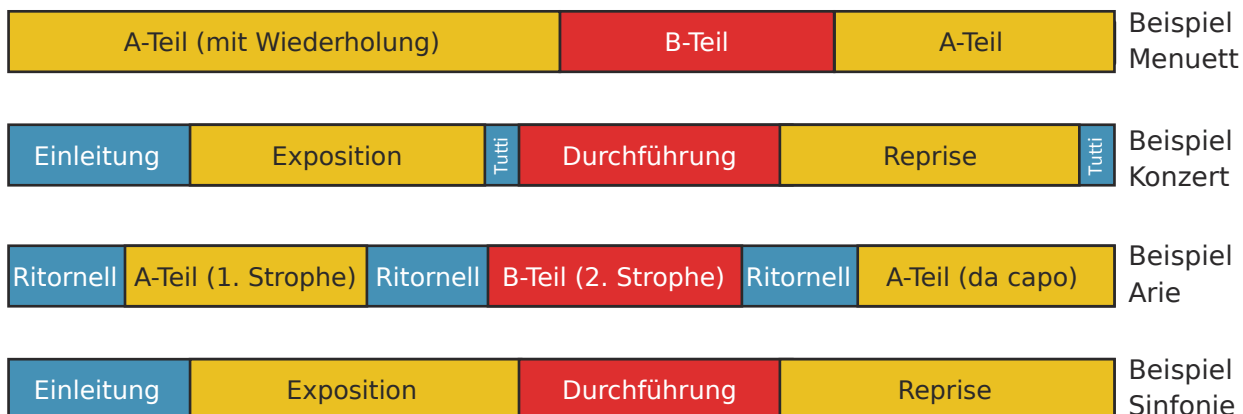 A-Teil (mit Wiederholung) B-Teil A-Teil Beispiel
Menuett
Einleitung Exposition Tutti Durchführung Reprise Tutti Beispiel
Konzert
Ritornell A-Teil (1. Strophe) Ritornell B-Teil (2. Strophe) Ritornell A-Teil (da capo) Beispiel
Arie
Einleitung Exposition Durchführung Reprise Beispiel
Sinfonie